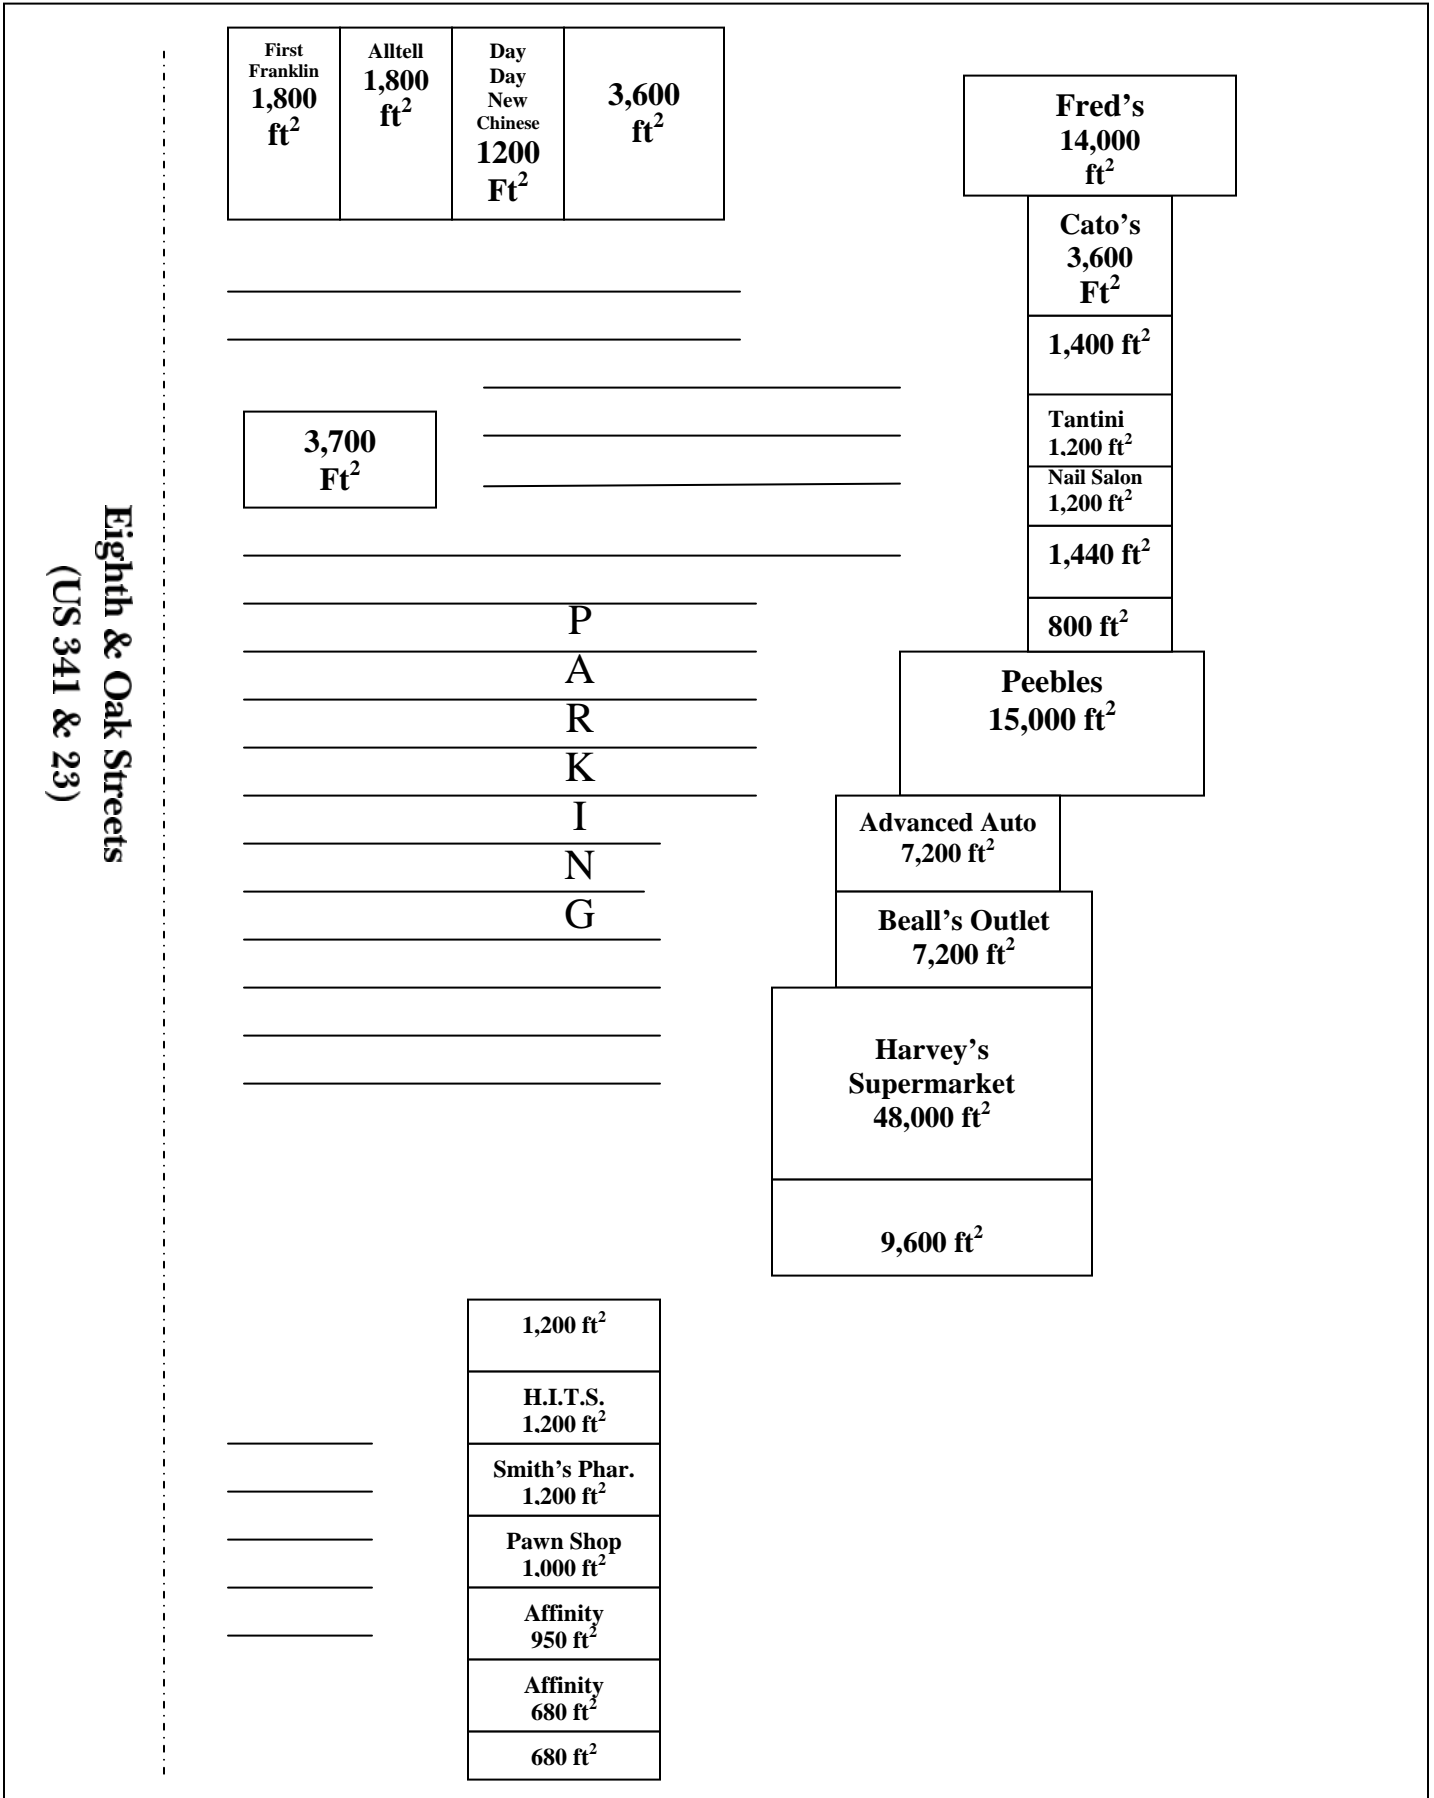 First
Franklin
1,800
ft²
Alltell
1,800
ft²
Day
Day
New
Chinese
1200
Ft²
3,600
ft²
Fred's
14,000
ft²
Cato's
3,600
Ft²
1,400 ft²
Tantini
1,200 ft²
Nail Salon
1,200 ft²
1,440 ft²
800 ft²
3,700
Ft²
Eighth & Oak Streets
(US 341 & 23)
P
A
R
K
I
N
G
Peebles
15,000 ft²
Advanced Auto
7,200 ft²
Beall's Outlet
7,200 ft²
Harvey's
Supermarket
48,000 ft²
9,600 ft²
1,200 ft²
H.I.T.S.
1,200 ft²
Smith's Phar.
1,200 ft²
Pawn Shop
1,000 ft²
Affinity
950 ft²
Affinity
680 ft²
680 ft²